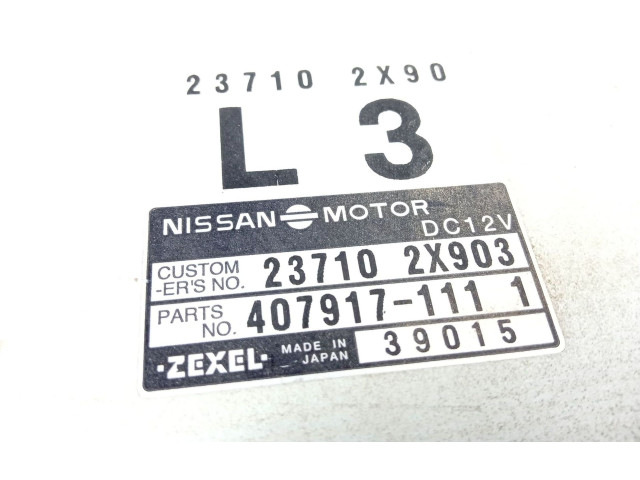 23710 2X90
L 3
NISSAN MOTOR
DC12V
CUSTOM
-ER'S NO. 23710 2X903
PARTS
NO. 407917-111 1
·ZEXEL· MADE IN
JAPAN 39015